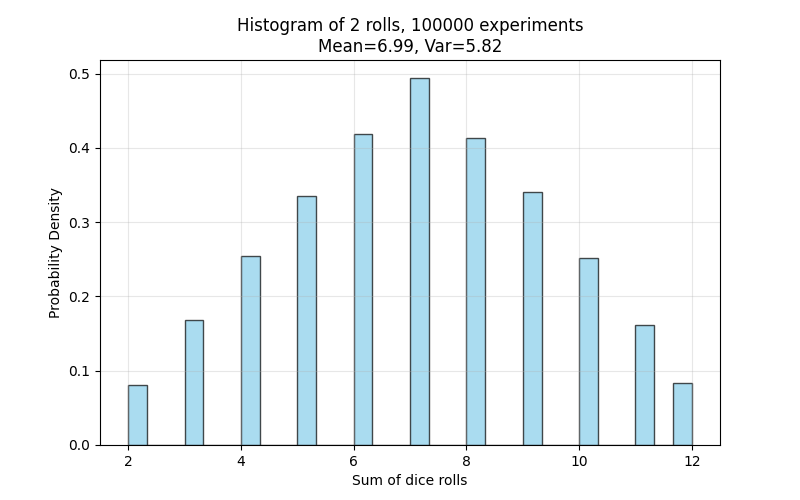 Histogram of 2 rolls, 100000 experiments
Mean=6.99, Var=5.82
Probability Density
0.5
0.4
0.3
0.2
0.1
0.0
2 4 6 8 10 12
Sum of dice rolls